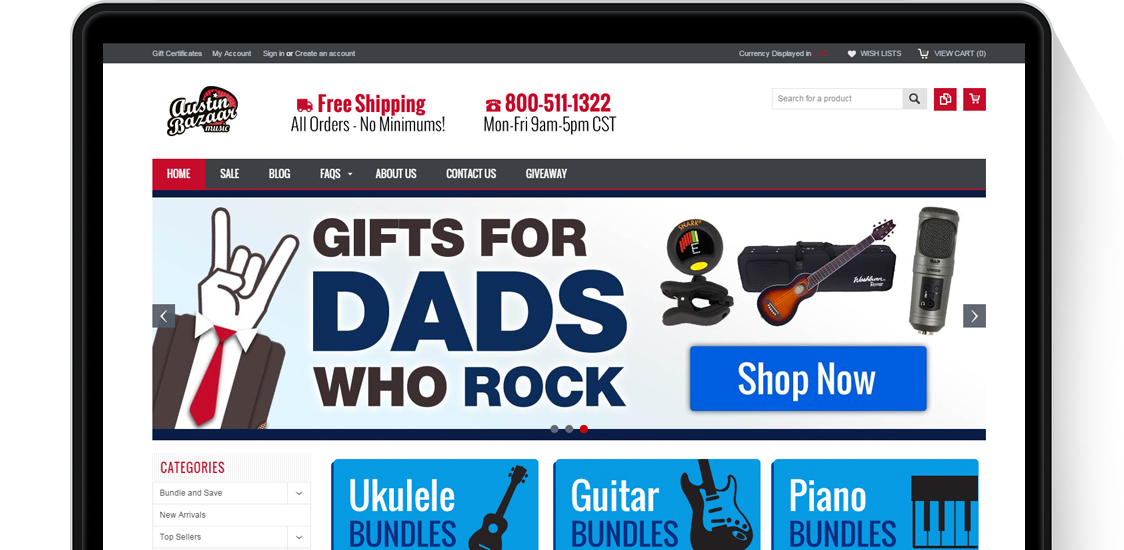 Gift Certificates My Account Sign in or Create an account
Currency Displayed in
WISH LISTS
VIEW CART (0)
Austin
Bazaar
music
Free Shipping
All Orders - No Minimums!
800-511-1322
Mon-Fri 9am-5pm CST
Search for a product
HOME SALE BLOG FAQS ABOUT US CONTACT US GIVEAWAY
GIFTS FOR
DADS
WHO ROCK
SNARK
E
Washburn
Rover
Shop Now
CATEGORIES
Bundle and Save
New Arrivals
Top Sellers
Ukulele
BUNDLES
Guitar
BUNDLES
Piano
BUNDLES